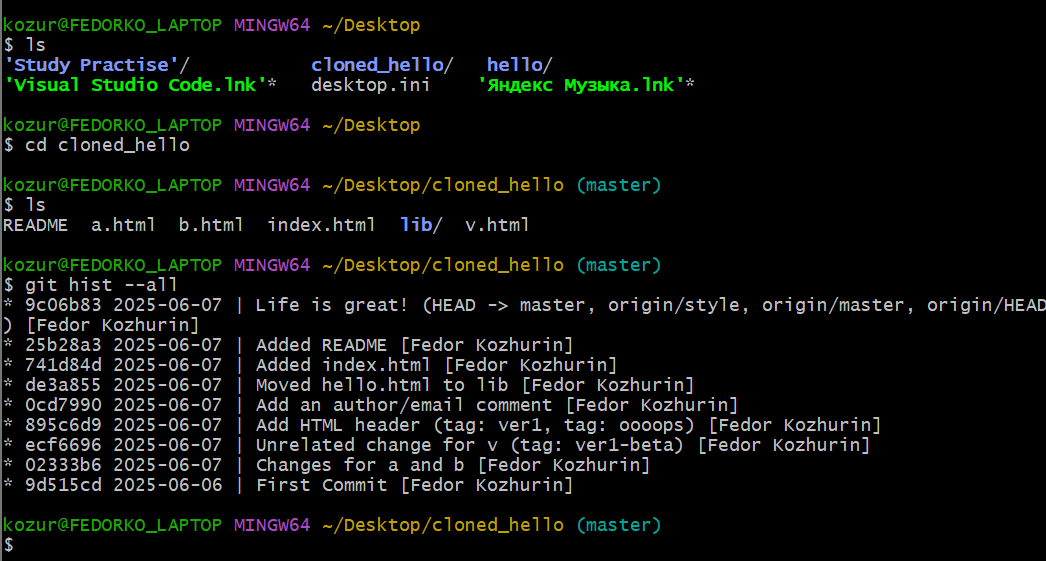 kozur@FEDORKO_LAPTOP MINGW64 ~/Desktop
$ ls
'Study Practise'/ cloned_hello/ hello/
'Visual Studio Code.lnk'* desktop.ini 'Яндекс Музыка.lnk'*
kozur@FEDORKO_LAPTOP MINGW64 ~/Desktop
$ cd cloned_hello
kozur@FEDORKO_LAPTOP MINGW64 ~/Desktop/cloned_hello (master)
$ ls
README a.html b.html index.html lib/ v.html
kozur@FEDORKO_LAPTOP MINGW64 ~/Desktop/cloned_hello (master)
$ git hist --all
* 9c06b83 2025-06-07 | Life is great! (HEAD -> master, origin/style, origin/master, origin/HEAD
) [Fedor Kozhurin]
* 25b28a3 2025-06-07 | Added README [Fedor Kozhurin]
* 741d84d 2025-06-07 | Added index.html [Fedor Kozhurin]
* de3a855 2025-06-07 | Moved hello.html to lib [Fedor Kozhurin]
* 0cd7990 2025-06-07 | Add an author/email comment [Fedor Kozhurin]
* 895c6d9 2025-06-07 | Add HTML header (tag: ver1, tag: oooops) [Fedor Kozhurin]
* ecf6696 2025-06-07 | Unrelated change for v (tag: ver1-beta) [Fedor Kozhurin]
* 02333b6 2025-06-07 | Changes for a and b [Fedor Kozhurin]
* 9d515cd 2025-06-06 | First Commit [Fedor Kozhurin]
kozur@FEDORKO_LAPTOP MINGW64 ~/Desktop/cloned_hello (master)
$